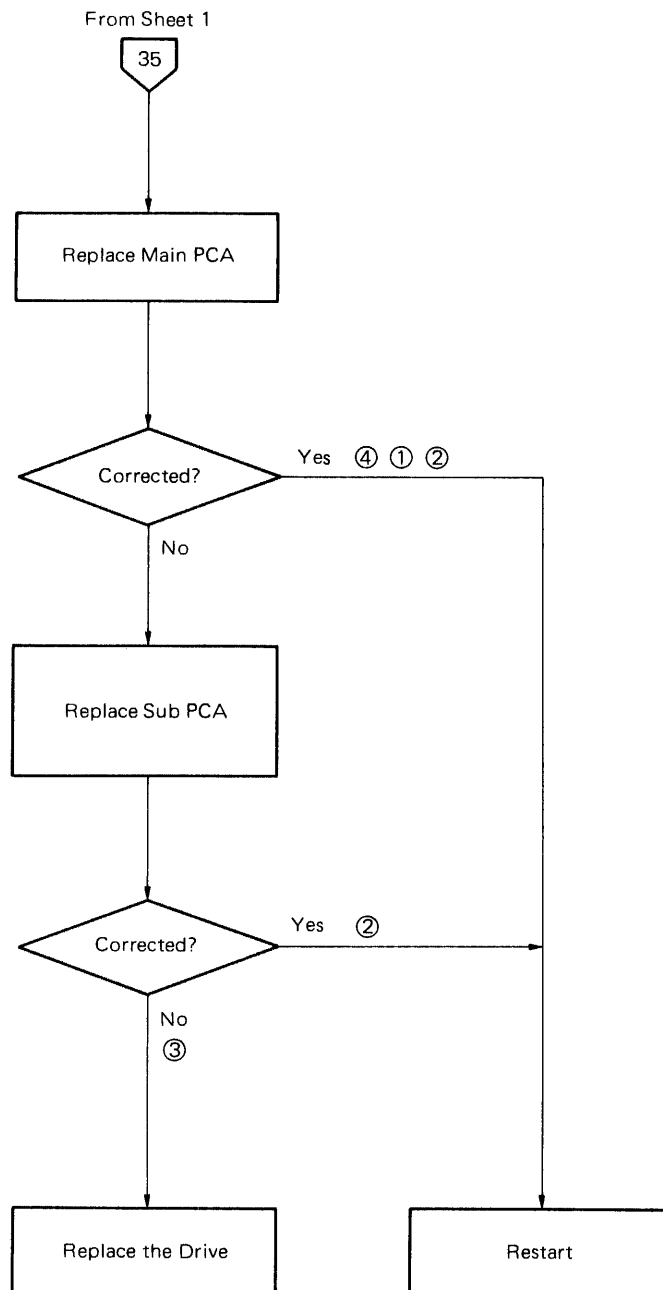 From Sheet 1
35
Replace Main PCA
Corrected?
Yes ④ ① ②
No
Replace Sub PCA
Corrected?
Yes ②
No
③
Replace the Drive
Restart